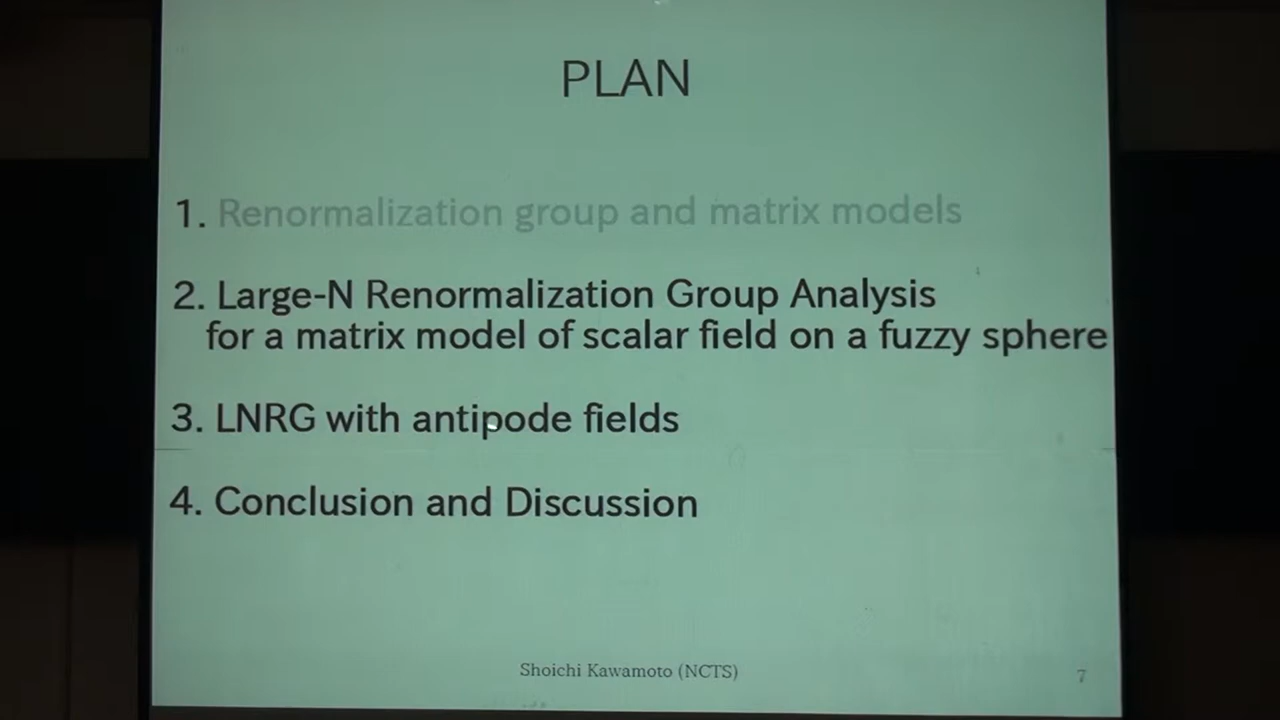 PLAN
1. Renormalization group and matrix models
2. Large-N Renormalization Group Analysis
for a matrix model of scalar field on a fuzzy sphere
3. LNRG with antipode fields
4. Conclusion and Discussion
Shoichi Kawamoto (NCTS)
7